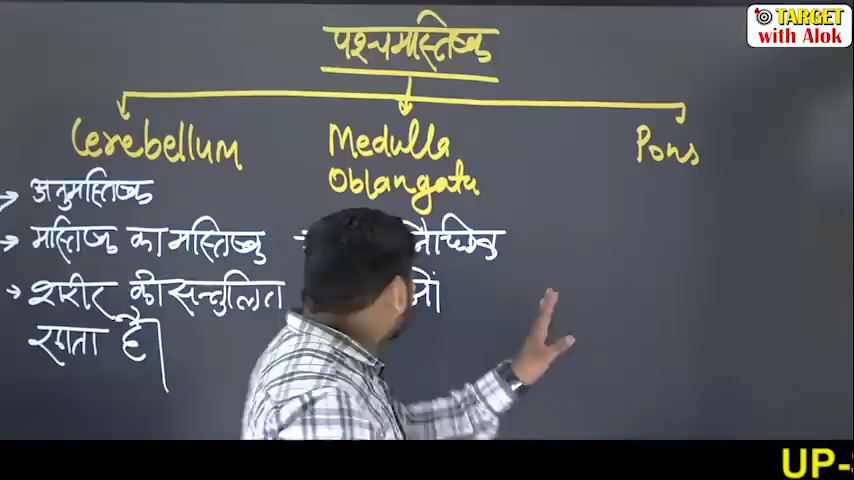 TARGET
with Alok
पश्चमस्तिष्क
Cerebellum
Medulla
Oblangata
Pons
→ अनुमस्तिष्क
→ मस्तिष्क का मस्तिष्क
→ शरीर को सन्तुलित
रखता है।
UP-